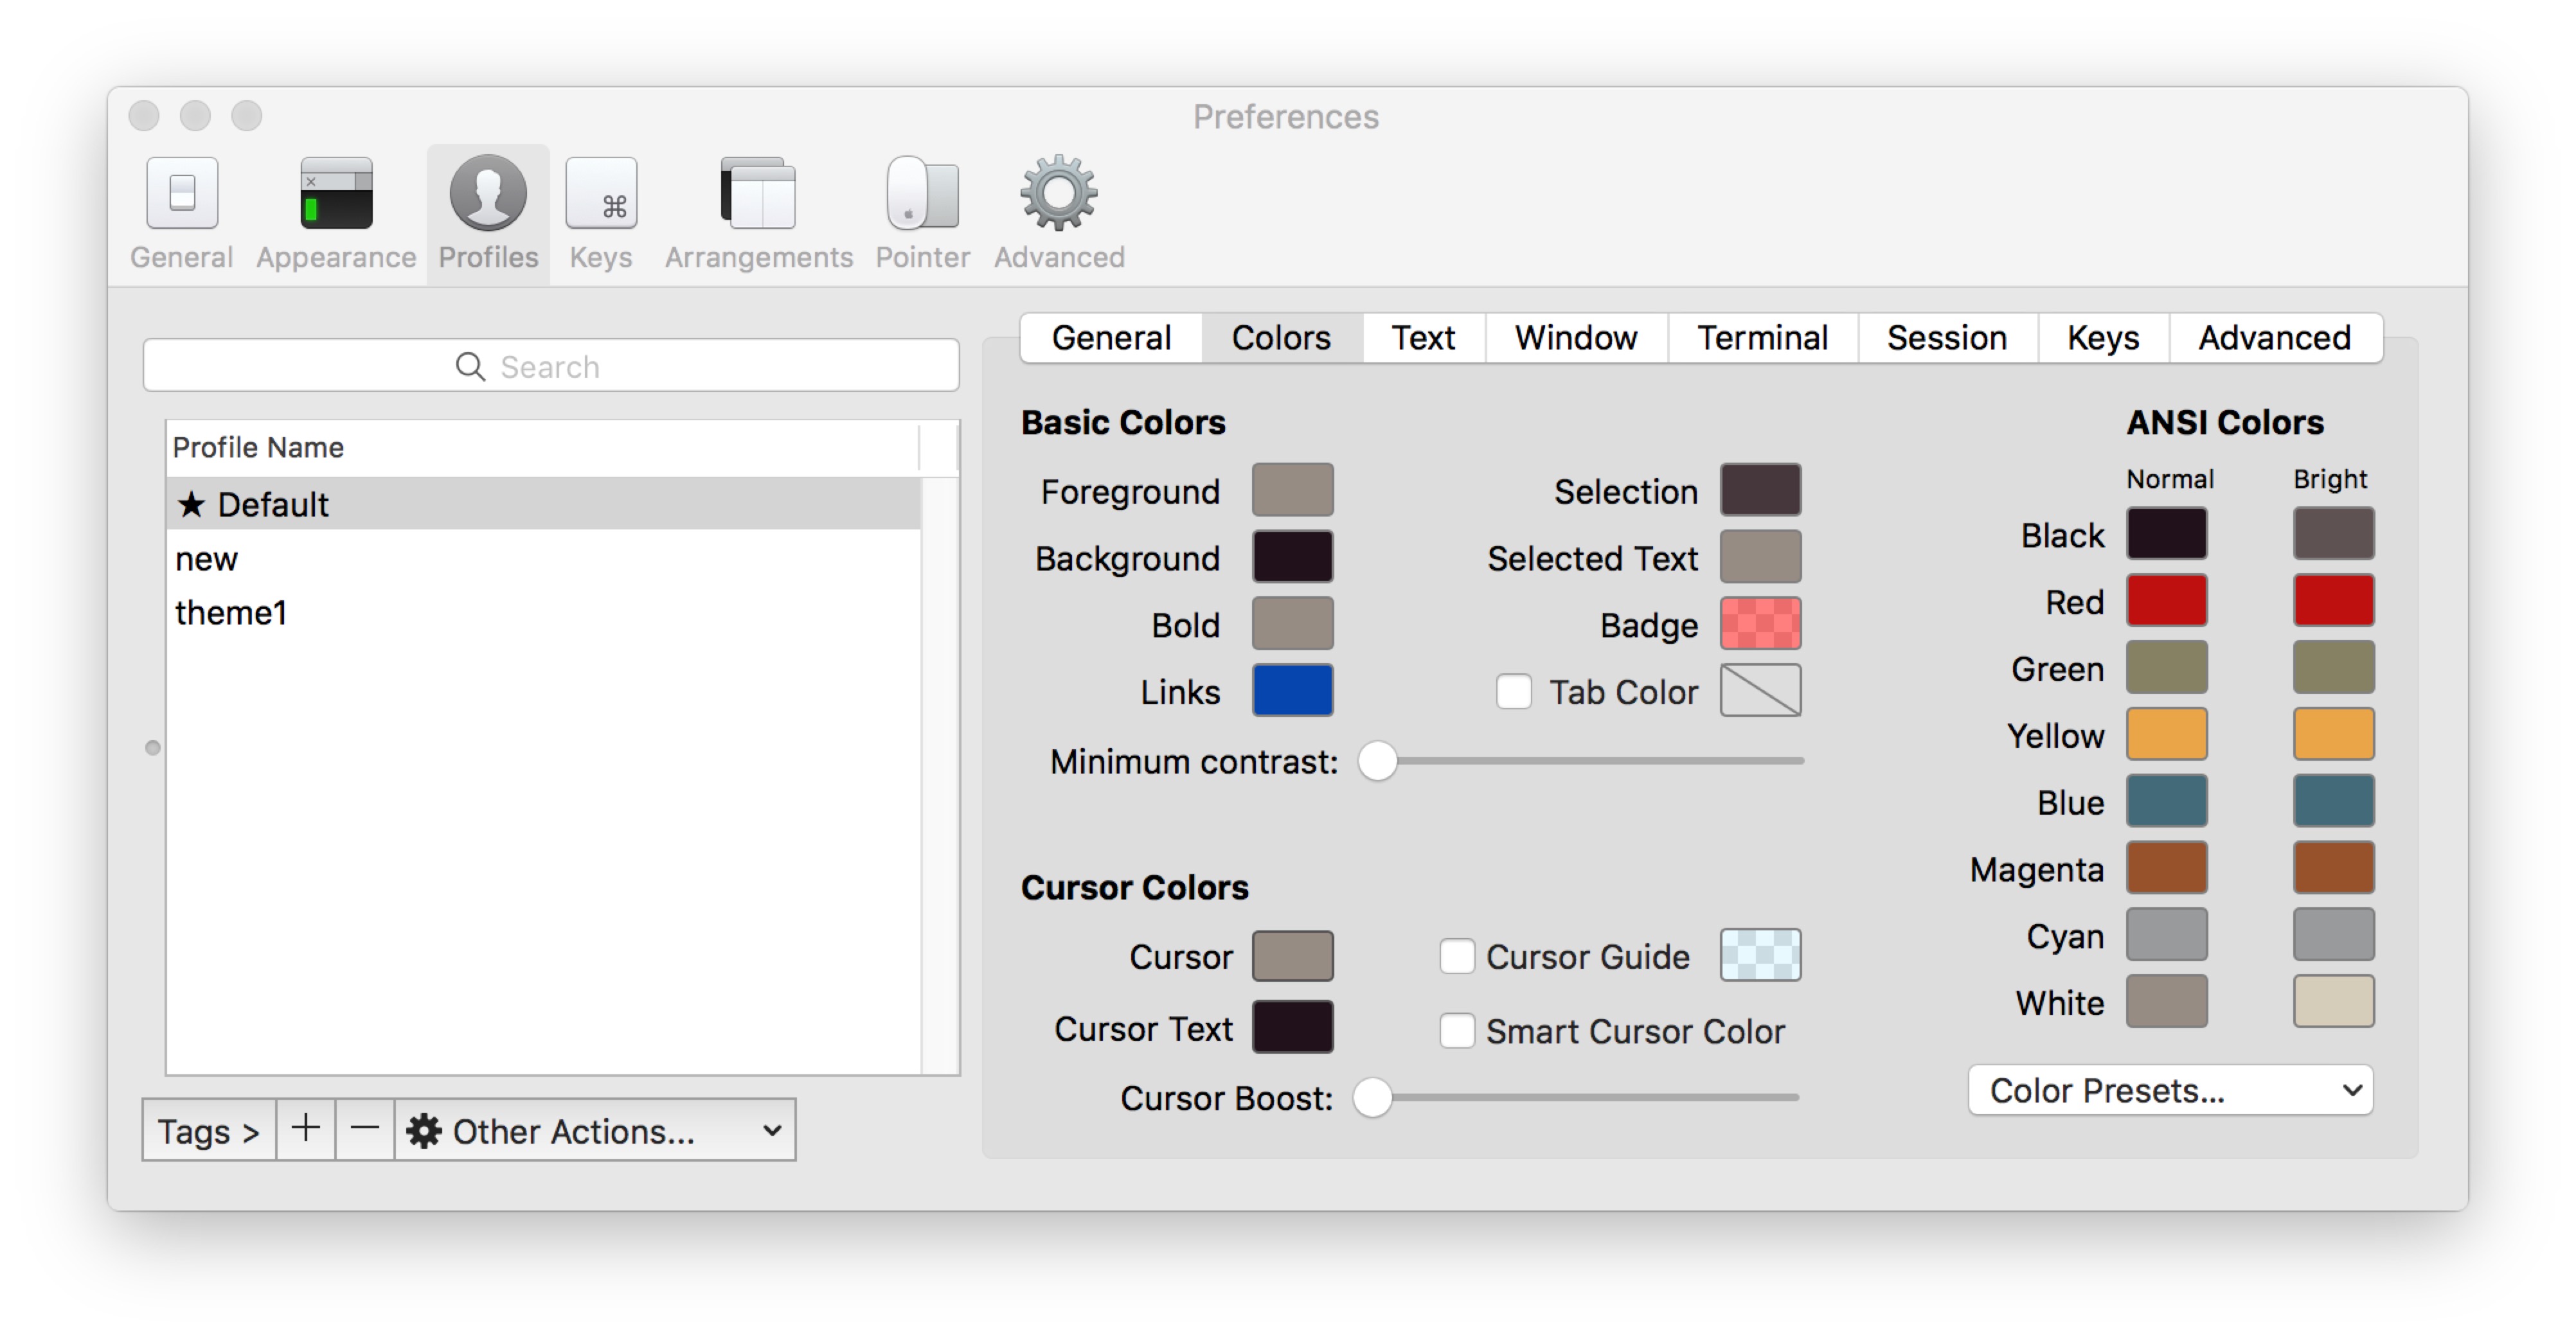 Preferences
General Appearance Profiles Keys Arrangements Pointer Advanced
Search
Profile Name
★ Default
new
theme1
Tags > + − Other Actions...
General Colors Text Window Terminal Session Keys Advanced
Basic Colors
Foreground
Background
Bold
Links
Selection
Selected Text
Badge
Tab Color
Minimum contrast:
Cursor Colors
Cursor
Cursor Text
Cursor Boost:
Cursor Guide
Smart Cursor Color
ANSI Colors
Normal Bright
Black
Red
Green
Yellow
Blue
Magenta
Cyan
White
Color Presets...